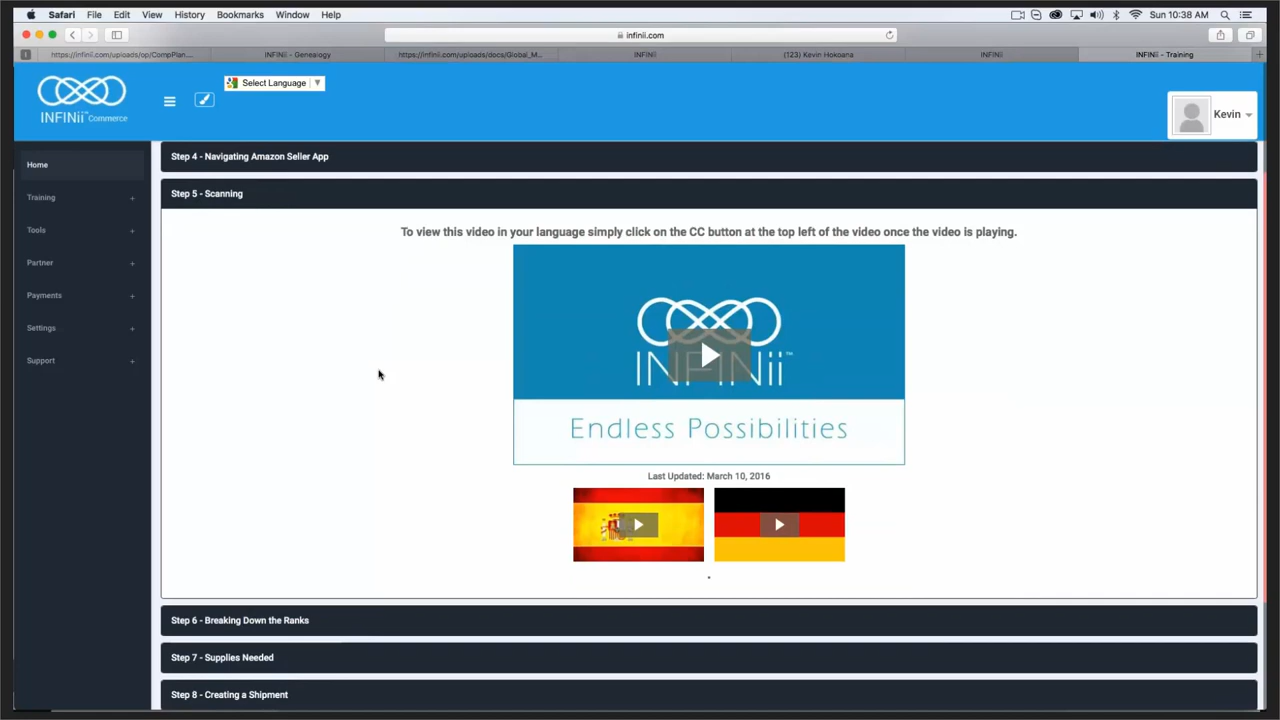 Safari File Edit View History Bookmarks Window Help Sun 10:38 AM
infinii.com
https://infinii.com/uploads/op/CompPlan.... INFINii - Genealogy https://infinii.com/uploads/docs/Global_M... INFINii (123) Kevin Hokoana INFINii INFINii - Training
Select Language ▼
INFINii™ Commerce
Kevin
Home
Training +
Tools +
Partner +
Payments +
Settings +
Support +
Step 4 - Navigating Amazon Seller App
Step 5 - Scanning
To view this video in your language simply click on the CC button at the top left of the video once the video is playing.
INFINii™
Endless Possibilities
Last Updated: March 10, 2016
Step 6 - Breaking Down the Ranks
Step 7 - Supplies Needed
Step 8 - Creating a Shipment